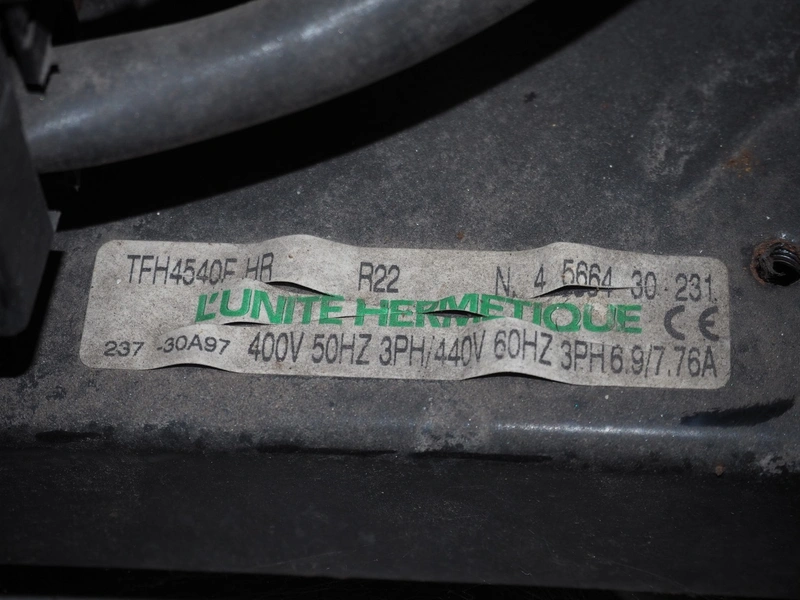 TFH4540F HR R22 N. 4 5664 30 - 231.
L'UNITE HERMETIQUE CE
237 -30A97 400V 50HZ 3PH/440V 60HZ 3PH 6.9/7.76A